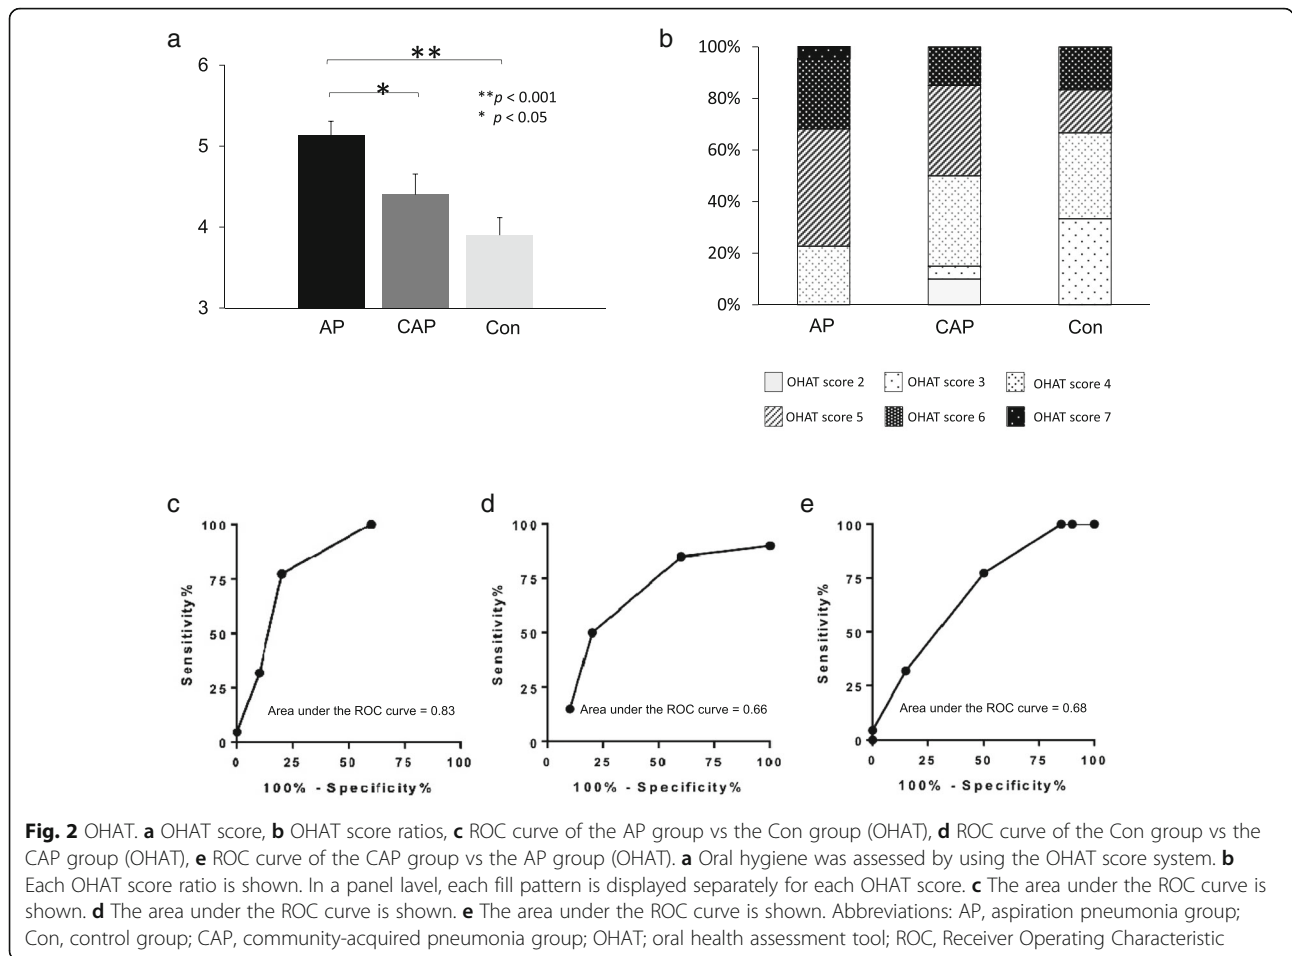 a
6
5
4
3
**
*
**p < 0.001
* p < 0.05
AP CAP Con
b
100%
80%
60%
40%
20%
0%
AP CAP Con
OHAT score 2 OHAT score 3 OHAT score 4
OHAT score 5 OHAT score 6 OHAT score 7
c
Sensitivity%
100
75
50
25
0
Area under the ROC curve = 0.83
0 25 50 75 100
100% - Specificity%
d
Sensitivity%
100
75
50
25
0
Area under the ROC curve = 0.66
0 25 50 75 100
100% - Specificity%
e
Sensitivity%
100
75
50
25
0
Area under the ROC curve = 0.68
0 25 50 75 100
100% - Specificity%
Fig. 2 OHAT. a OHAT score, b OHAT score ratios, c ROC curve of the AP group vs the Con group (OHAT), d ROC curve of the Con group vs the
CAP group (OHAT), e ROC curve of the CAP group vs the AP group (OHAT). a Oral hygiene was assessed by using the OHAT score system. b
Each OHAT score ratio is shown. In a panel lavel, each fill pattern is displayed separately for each OHAT score. c The area under the ROC curve is
shown. d The area under the ROC curve is shown. e The area under the ROC curve is shown. Abbreviations: AP, aspiration pneumonia group;
Con, control group; CAP, community-acquired pneumonia group; OHAT; oral health assessment tool; ROC, Receiver Operating Characteristic